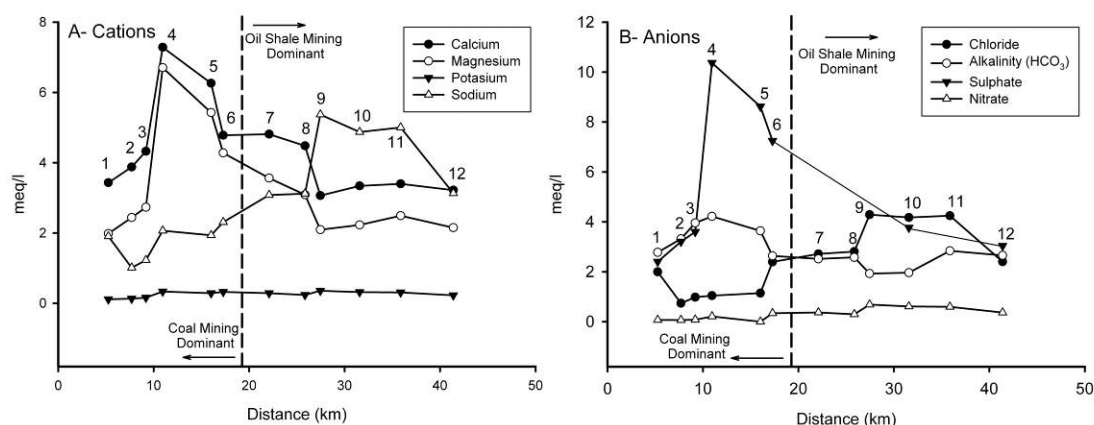 A- Cations
Oil Shale Mining
Dominant
Calcium
Magnesium
Potasium
Sodium
8
6
4
2
0
meq/l
1
2
3
4
5
6
7
8
9
10
11
12
Coal Mining
Dominant
0
10
20
30
40
50
Distance (km)
B- Anions
Oil Shale Mining
Dominant
Chloride
Alkalinity (HCO₃)
Sulphate
Nitrate
12
10
8
6
4
2
0
meq/l
1
2
3
4
5
6
7
8
9
10
11
12
Coal Mining
Dominant
0
10
20
30
40
50
Distance (km)